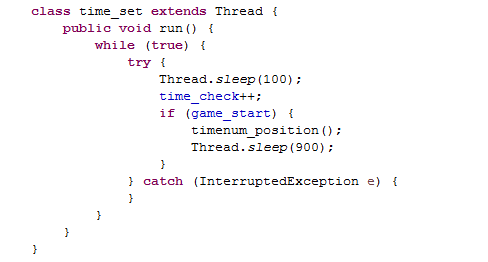 class time_set extends Thread {
    public void run() {
        while (true) {
            try {
                Thread.sleep(100);
                time_check++;
                if (game_start) {
                    timenum_position();
                    Thread.sleep(900);
                }
            } catch (InterruptedException e) {
            }
        }
    }
}